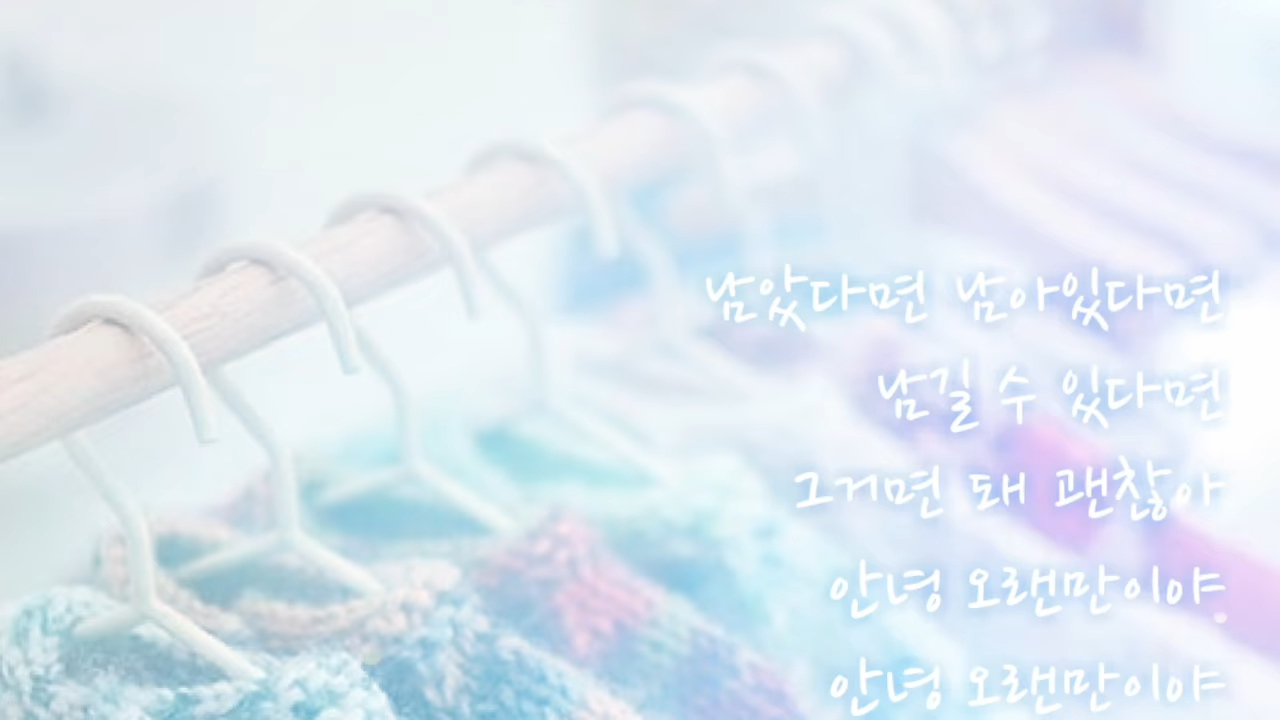 남았다면 남아있다면
남길 수 있다면
그거면 돼 괜찮아
안녕 오랜만이야.
안녕 오랜만이야